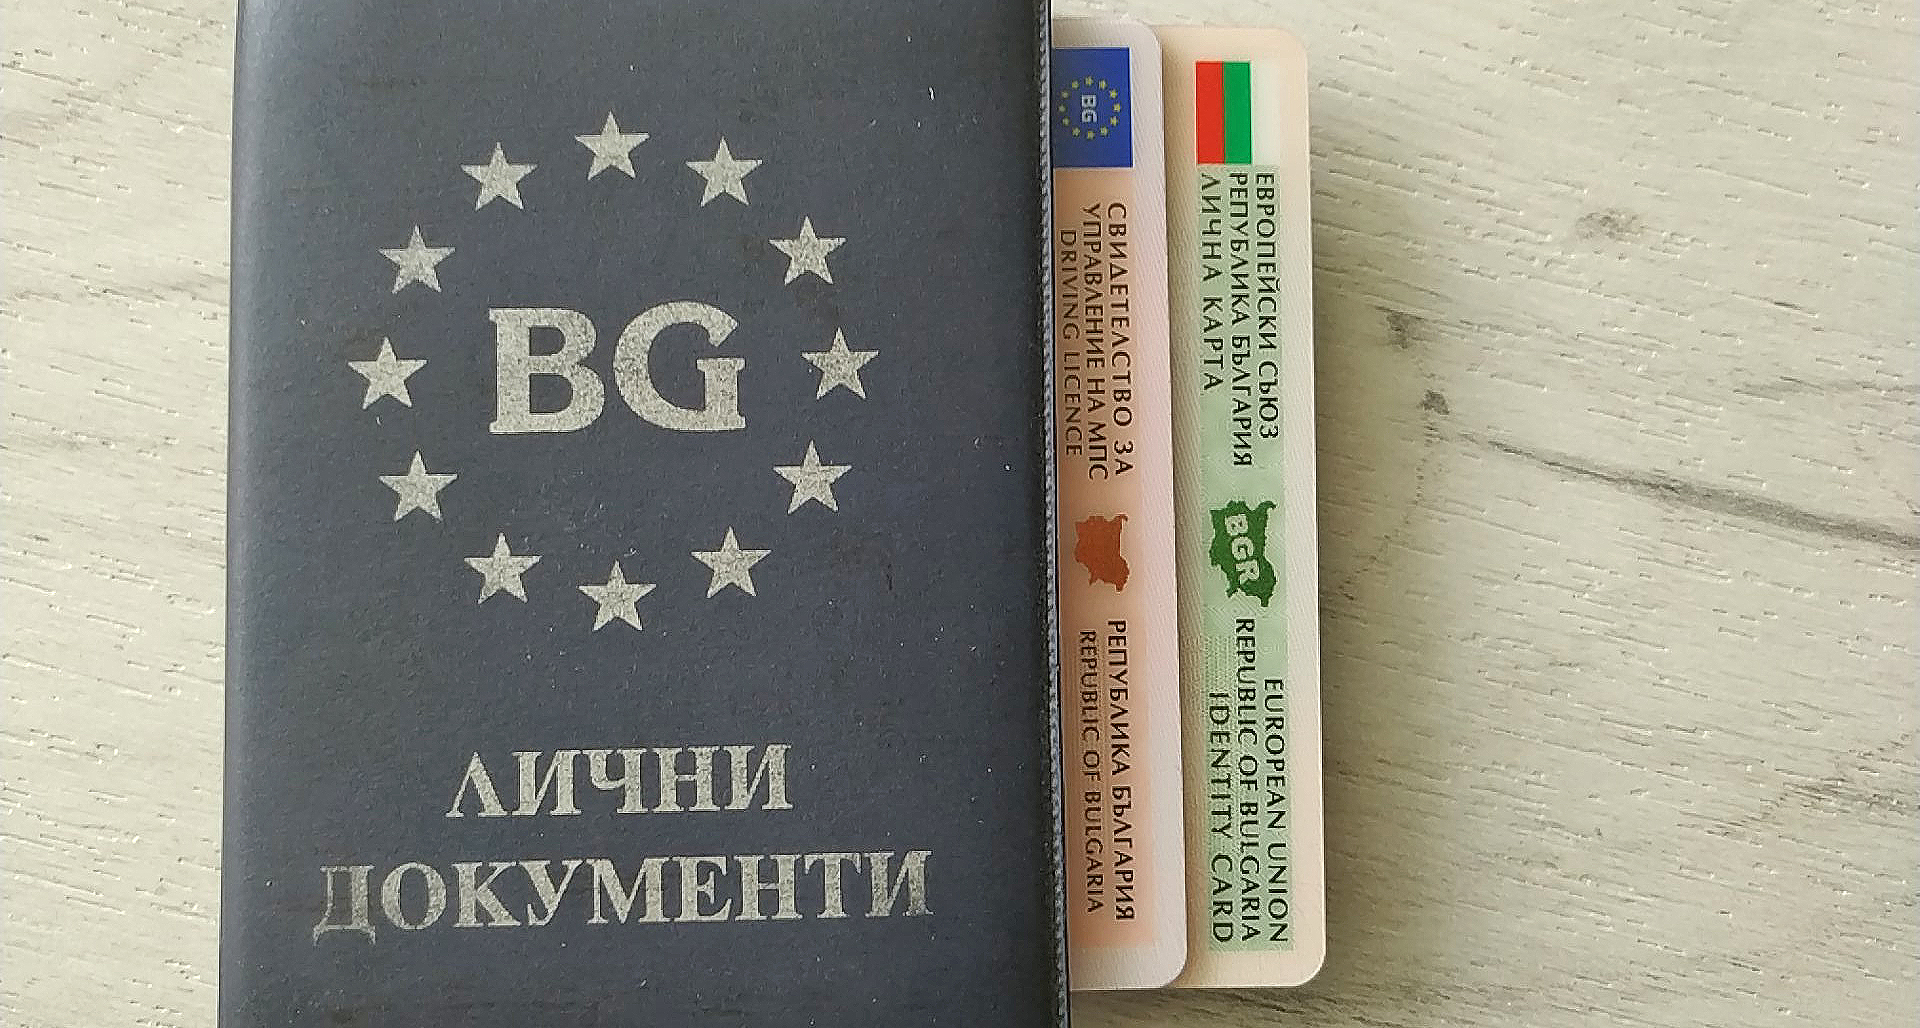 BG
ЛИЧНИ
ДОКУМЕНТИ
BG
СВИДЕТЕЛСТВО ЗА
УПРАВЛЕНИЕ НА МПС
DRIVING LICENCE
РЕПУБЛИКА БЪЛГАРИЯ
REPUBLIC OF BULGARIA
ЕВРОПЕЙСКИ СЪЮЗ
РЕПУБЛИКА БЪЛГАРИЯ
ЛИЧНА КАРТА
BGR
EUROPEAN UNION
REPUBLIC OF BULGARIA
IDENTITY CARD